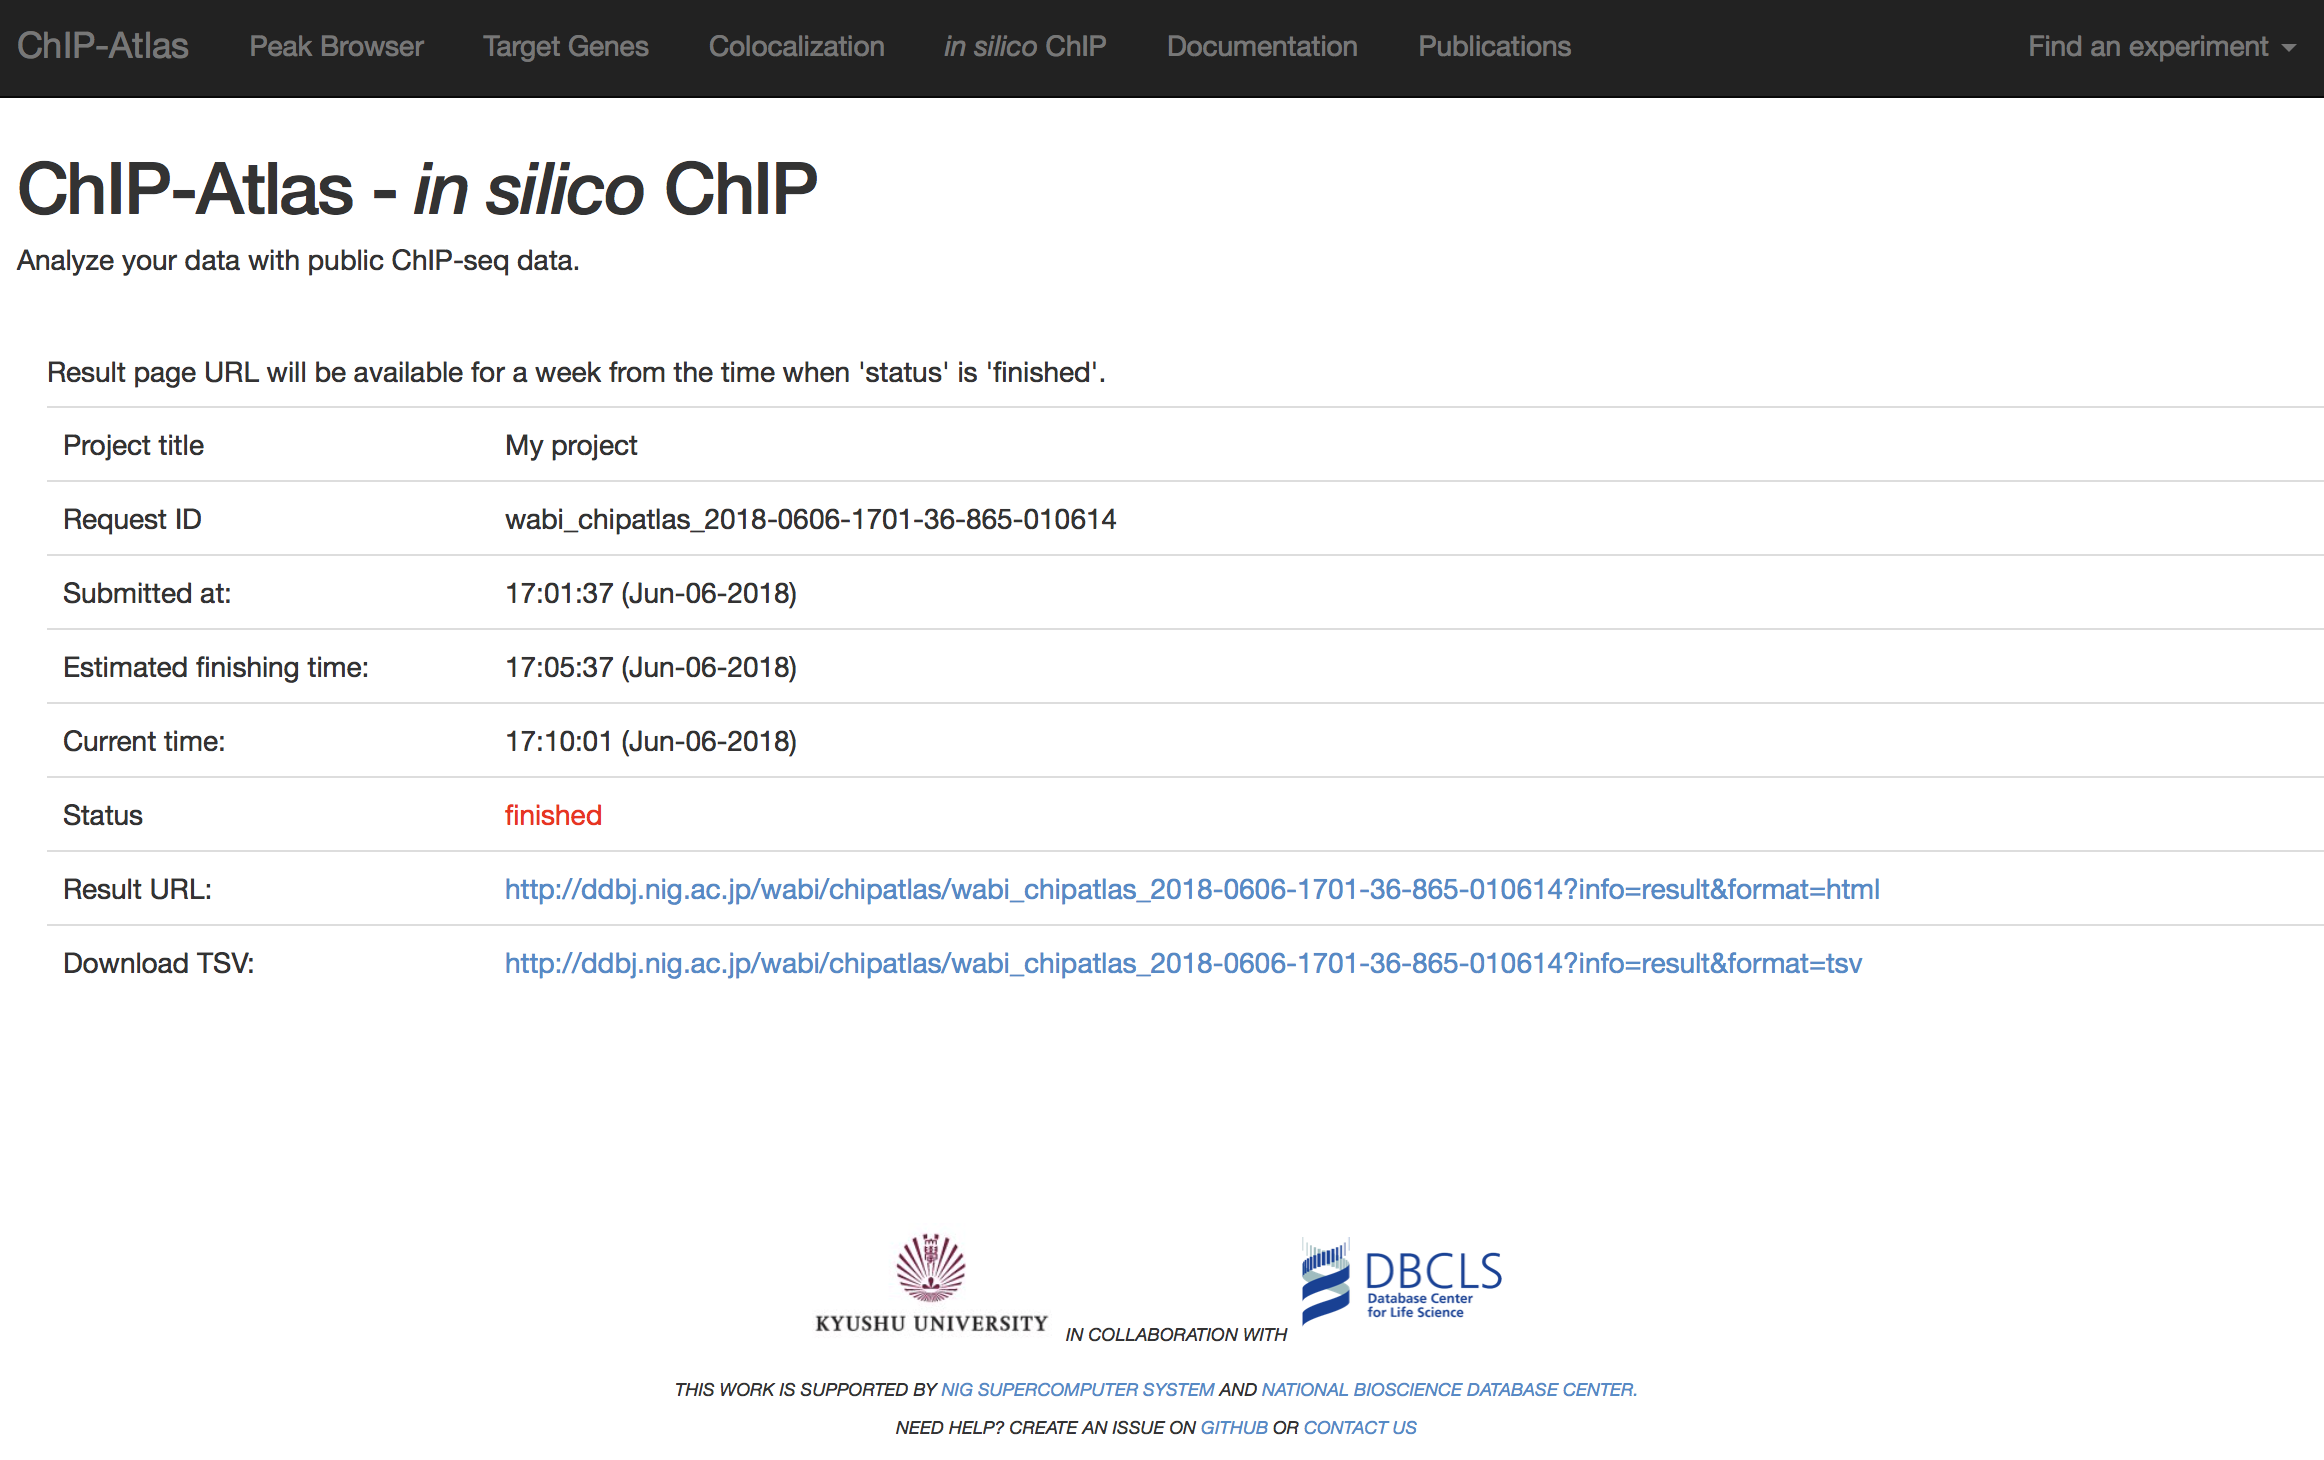 ChIP-Atlas Peak Browser Target Genes Colocalization in silico ChIP Documentation Publications Find an experiment
ChIP-Atlas - in silico ChIP
Analyze your data with public ChIP-seq data.
Result page URL will be available for a week from the time when 'status' is 'finished'.
Project title My project
Request ID wabi_chipatlas_2018-0606-1701-36-865-010614
Submitted at: 17:01:37 (Jun-06-2018)
Estimated finishing time: 17:05:37 (Jun-06-2018)
Current time: 17:10:01 (Jun-06-2018)
Status finished
Result URL: http://ddbj.nig.ac.jp/wabi/chipatlas/wabi_chipatlas_2018-0606-1701-36-865-010614?info=result&format=html
Download TSV: http://ddbj.nig.ac.jp/wabi/chipatlas/wabi_chipatlas_2018-0606-1701-36-865-010614?info=result&format=tsv
KYUSHU UNIVERSITY
IN COLLABORATION WITH
DBCLS
Database Center
for Life Science
THIS WORK IS SUPPORTED BY NIG SUPERCOMPUTER SYSTEM AND NATIONAL BIOSCIENCE DATABASE CENTER.
NEED HELP? CREATE AN ISSUE ON GITHUB OR CONTACT US